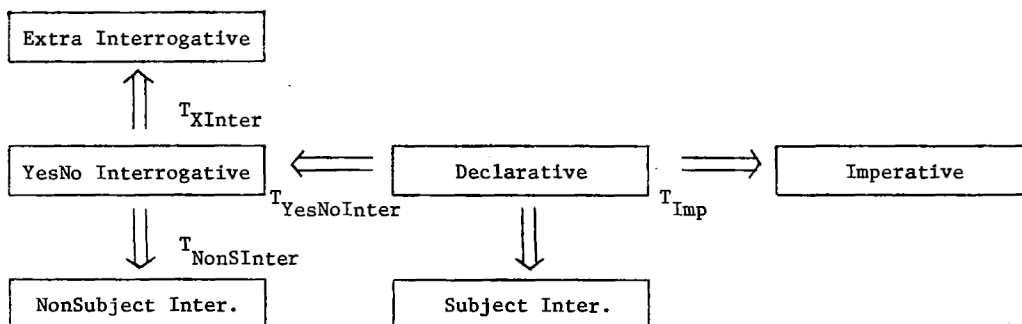 Extra Interrogative
T_XInter
YesNo Interrogative
Declarative
Imperative
T_YesNoInter
T_Imp
T_NonSInter
NonSubject Inter.
Subject Inter.